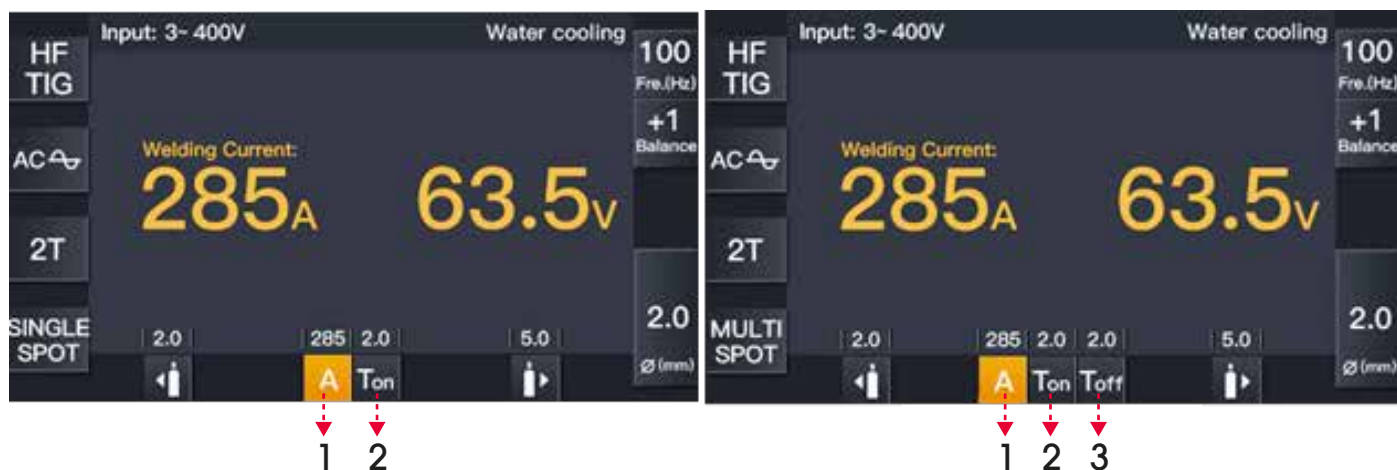 Input: 3~ 400V
Water cooling
HF
TIG
100
Fre.(Hz)
+1
Balance
AC
Welding Current:
285A
63.5V
2T
SINGLE
SPOT
2.0
285
2.0
5.0
2.0
Ø(mm)
A
Ton
1
2
Input: 3~ 400V
Water cooling
HF
TIG
100
Fre.(Hz)
+1
Balance
AC
Welding Current:
285A
63.5V
2T
MULTI
SPOT
2.0
285
2.0
2.0
5.0
2.0
Ø(mm)
A
Ton
Toff
1
2
3